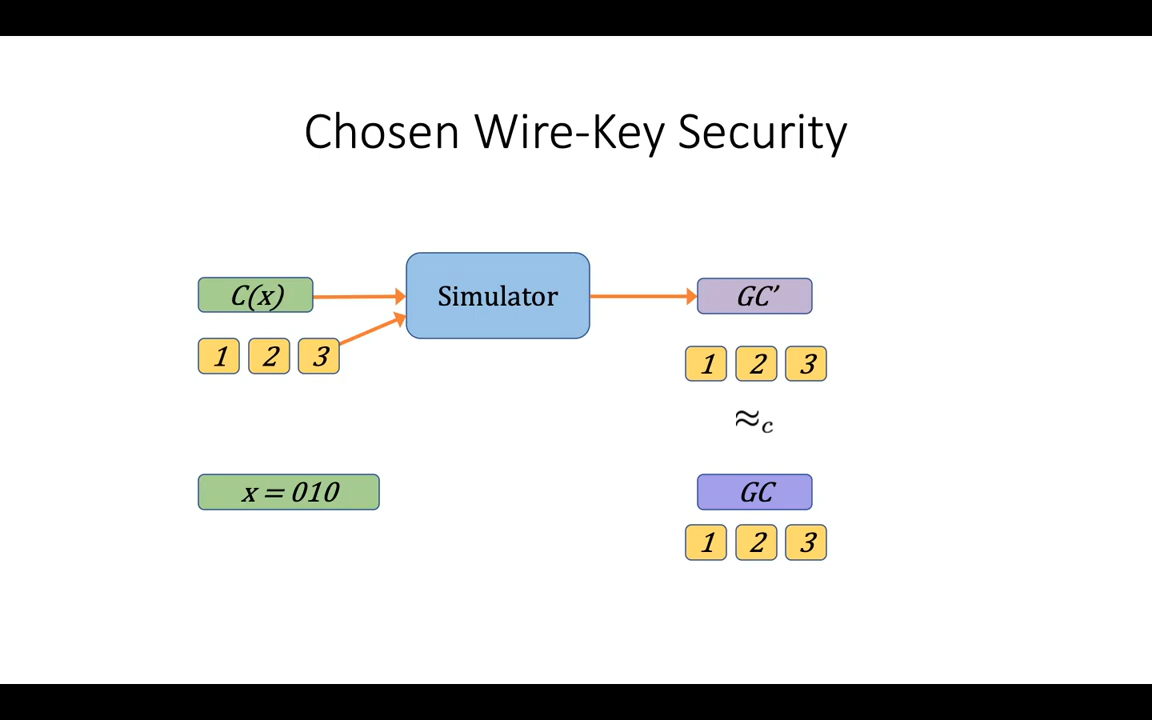 Chosen Wire-Key Security
C(x)
Simulator
GC’
1 2 3
1 2 3
≈c
x = 010
GC
1 2 3